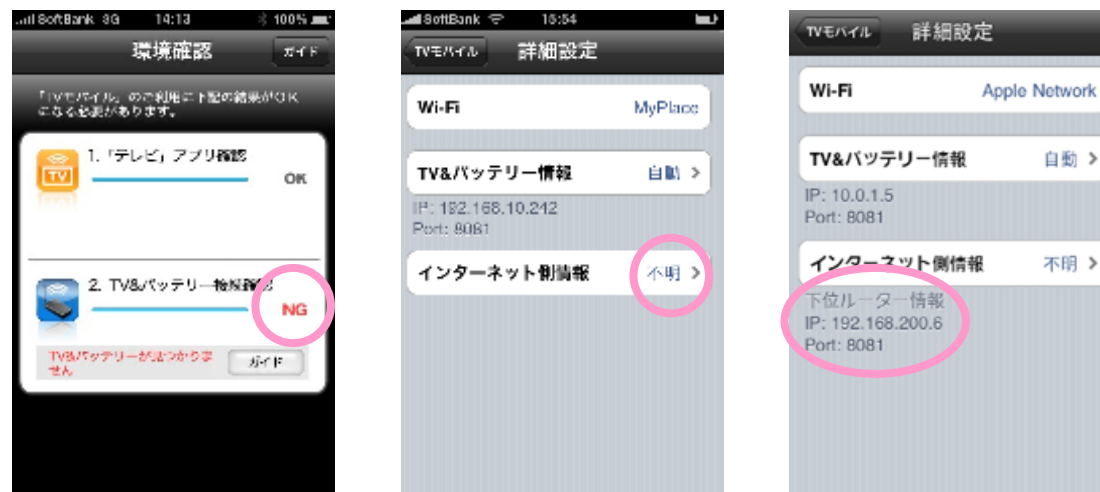 SoftBank 3G 14:13 100%
環境確認
ガイド
「TVモバイル」のご利用に下記の結果がOK
になる必要があります。
1. 「テレビ」アプリ確認
TV
OK
2. TV&バッテリー接続確認
NG
TV&バッテリーが見つかりま
せん
ガイド
SoftBank 15:54
TVモバイル
詳細設定
Wi-Fi MyPlace
TV&バッテリー情報 自動 >
IP: 192.168.10.242
Port: 8081
インターネット側情報 不明 >
TVモバイル
詳細設定
Wi-Fi Apple Network
TV&バッテリー情報 自動 >
IP: 10.0.1.5
Port: 8081
インターネット側情報 不明 >
下位ルーター情報
IP: 192.168.200.6
Port: 8081